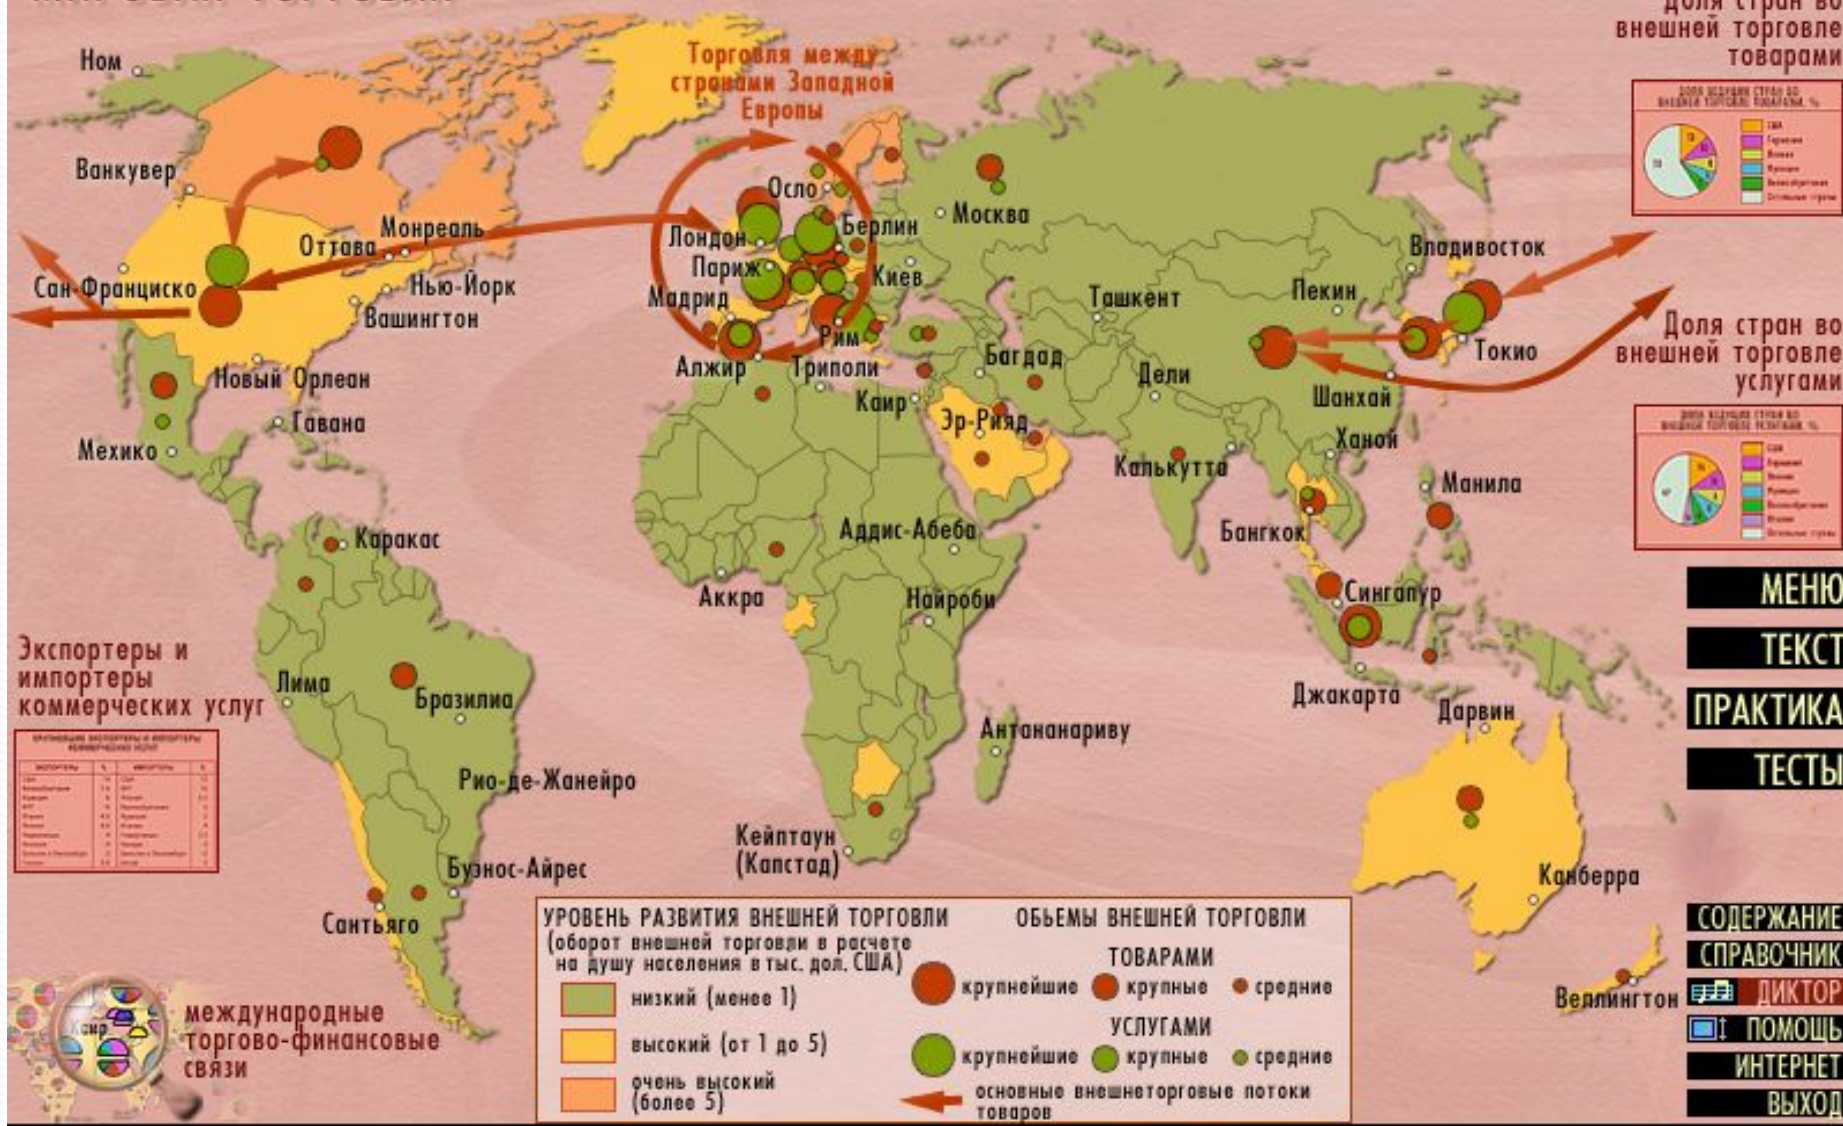 Доля стран во
внешней торговле
товарами
Торговля между
странами Западной
Европы
Ном
Ванкувер
Монреаль
Оттава
Сан-Франциско
Нью-Йорк
Вашингтон
Новый Орлеан
Гавана
Мехико
Осло
Москва
Лондон
Берлин
Париж
Киев
Мадрид
Рим
Алжир
Триполи
Багдад
Каир
Эр-Рияд
Ташкент
Дели
Калькутта
Пекин
Владивосток
Токио
Шанхай
Ханой
Манила
Бангкок
Сингапур
Джакарта
Дарвин
Канберра
Веллингтон
Доля стран во
внешней торговле
услугами
Каракас
Аккра
Аддис-Абеба
Найроби
Антананариву
Кейптаун
(Капстад)
Лима
Бразилиа
Рио-де-Жанейро
Буэнос-Айрес
Сантьяго
Экспортеры и
импортеры
коммерческих услуг
международные
торгово-финансовые
связи
Каир
УРОВЕНЬ РАЗВИТИЯ ВНЕШНЕЙ ТОРГОВЛИ
(оборот внешней торговли в расчете
на душу населения в тыс. дол. США)
низкий (менее 1)
высокий (от 1 до 5)
очень высокий
(более 5)
ОБЬЕМЫ ВНЕШНЕЙ ТОРГОВЛИ
ТОВАРАМИ
крупнейшие крупные средние
УСЛУГАМИ
крупнейшие крупные средние
основные внешнеторговые потоки
товаров
МЕНЮ
ТЕКСТ
ПРАКТИКА
ТЕСТЫ
СОДЕРЖАНИЕ
СПРАВОЧНИК
ДИКТОР
ПОМОЩЬ
ИНТЕРНЕТ
ВЫХОД